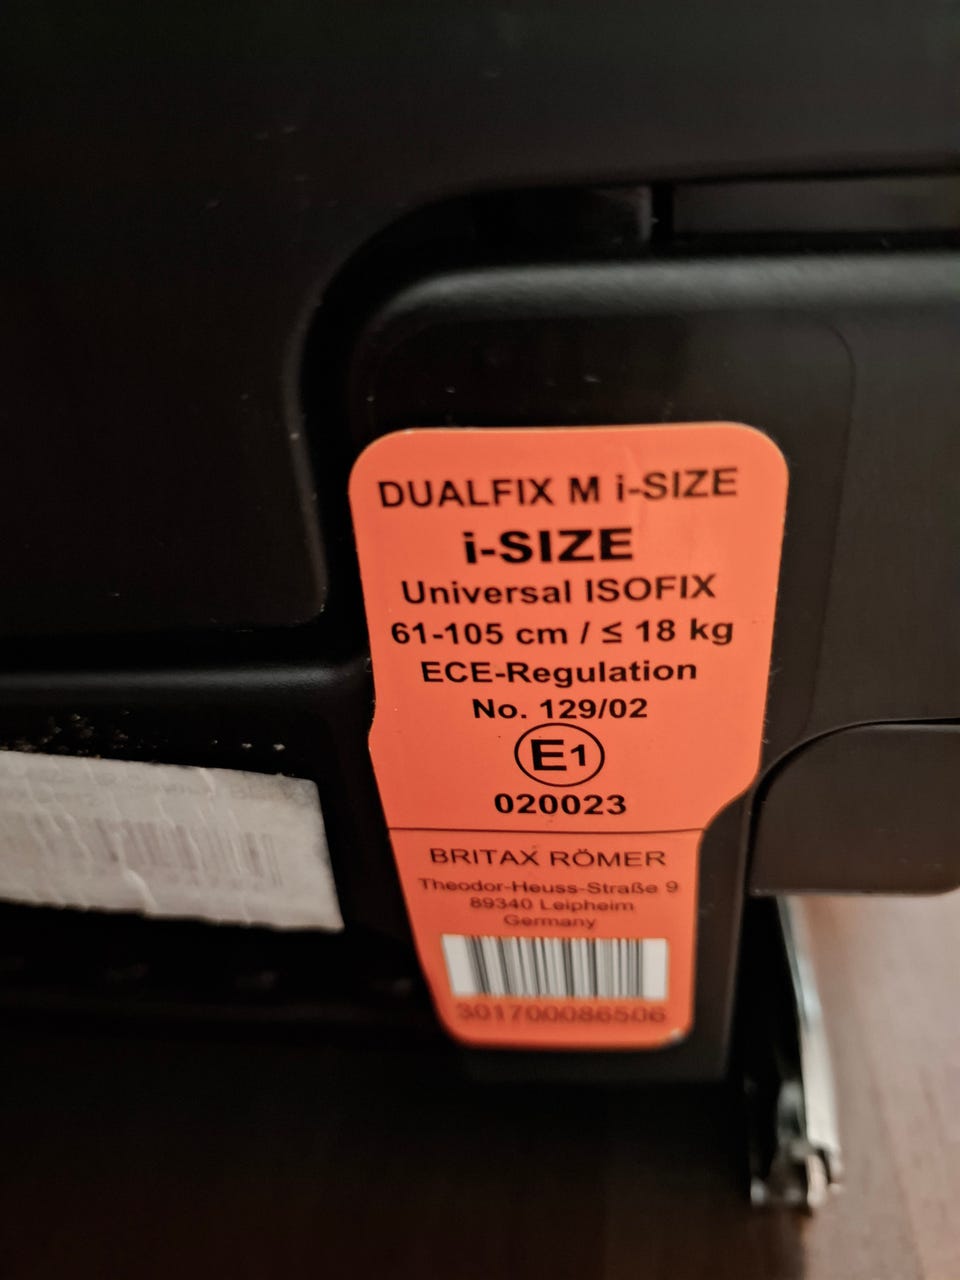 DUALFIX M i-SIZE
i-SIZE
Universal ISOFIX
61-105 cm / ≤ 18 kg
ECE-Regulation
No. 129/02
E1
020023
BRITAX RÖMER
Theodor-Heuss-Straße 9
89340 Leipheim
Germany
301700086506